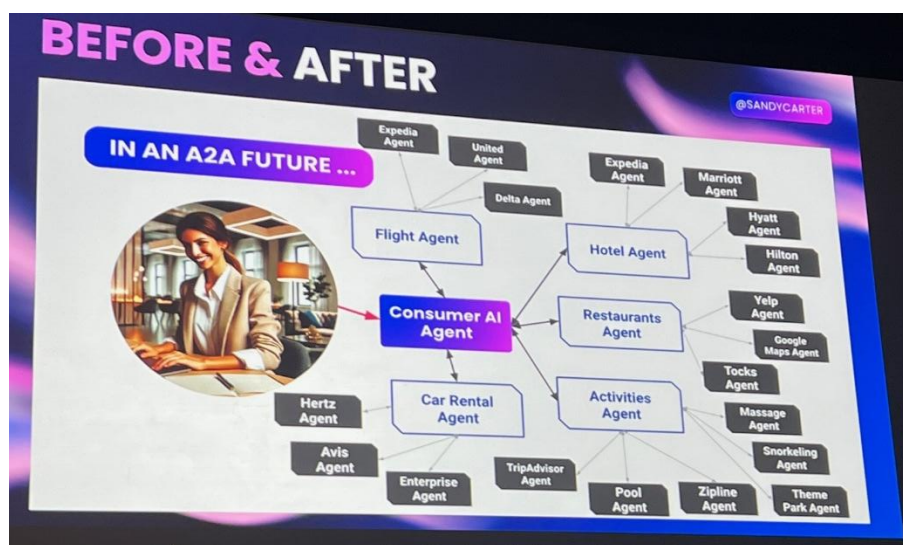 BEFORE & AFTER
@SANDYCARTER
IN AN A2A FUTURE ...
Expedia
Agent
United
Agent
Delta Agent
Flight Agent
Expedia
Agent
Marriott
Agent
Hyatt
Agent
Hilton
Agent
Hotel Agent
Consumer AI
Agent
Restaurants
Agent
Yelp
Agent
Google
Maps Agent
Tocks
Agent
Car Rental
Agent
Hertz
Agent
Avis
Agent
Enterprise
Agent
Activities
Agent
Massage
Agent
Snorkeling
Agent
Theme
Park Agent
Zipline
Agent
Pool
Agent
TripAdvisor
Agent